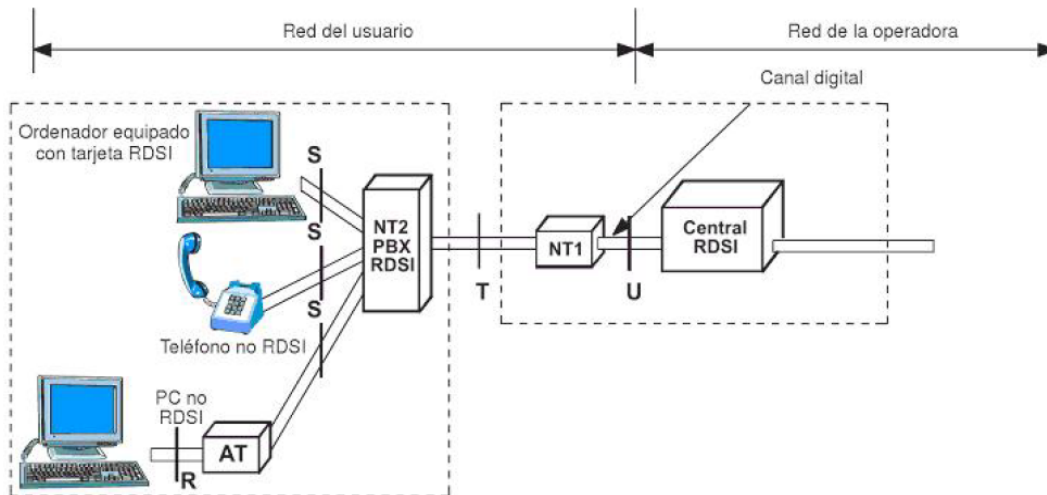 Red del usuario
Red de la operadora
Canal digital
Ordenador equipado
con tarjeta RDSI
S
S
NT2
PBX
RDSI
NT1
Central
RDSI
T
U
S
Teléfono no RDSI
PC no
RDSI
AT
R